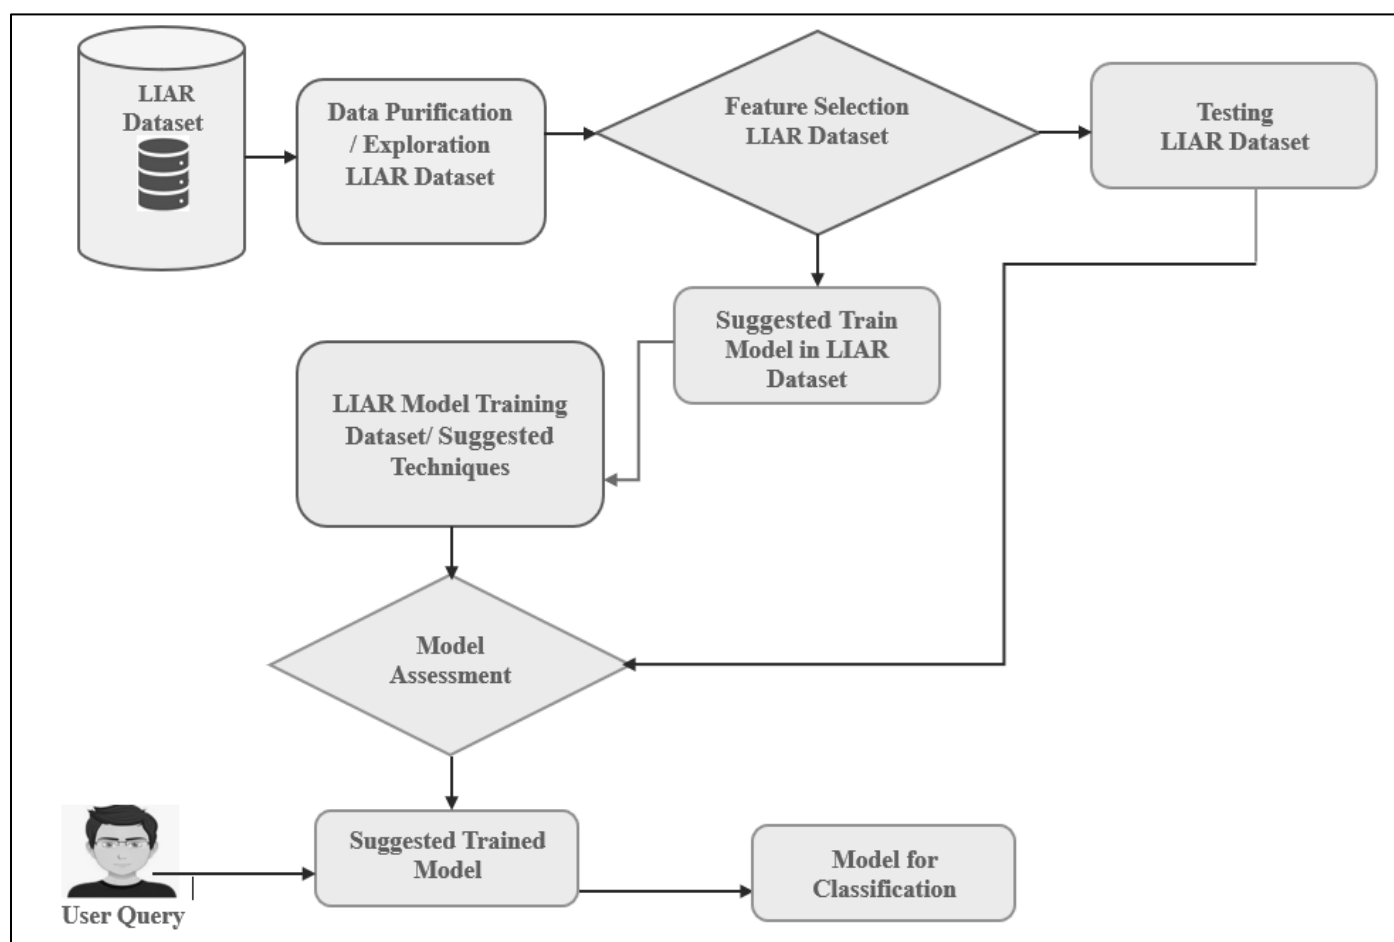 LIAR
Dataset
Data Purification
/ Exploration
LIAR Dataset
Feature Selection
LIAR Dataset
Testing
LIAR Dataset
Suggested Train
Model in LIAR
Dataset
LIAR Model Training
Dataset/ Suggested
Techniques
Model
Assessment
Suggested Trained
Model
Model for
Classification
User Query